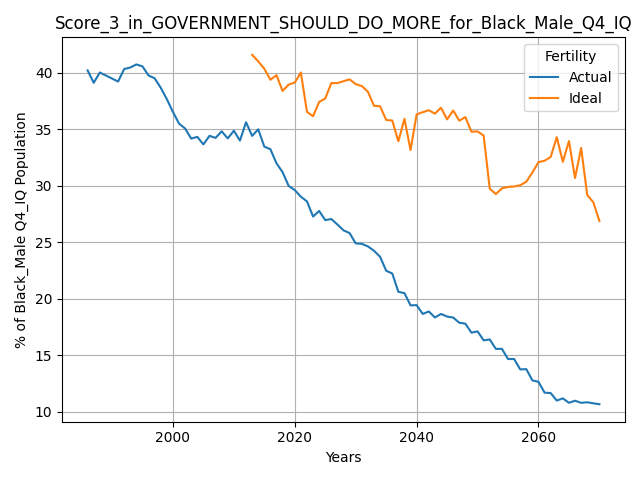 Score_3_in_GOVERNMENT_SHOULD_DO_MORE_for_Black_Male_Q4_IQ
% of Black_Male Q4_IQ Population
40
35
30
25
20
15
10
Fertility
Actual
Ideal
2000 2020 2040 2060
Years